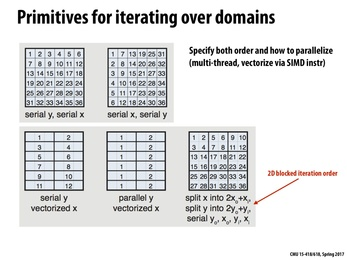 Primitives for iterating over domains
Specify both order and how to parallelize
(multi-thread, vectorize via SIMD instr)
1 2 3 4 5 6
7 8 9 10 11 12
13 14 15 16 17 18
19 20 21 22 23 24
25 26 27 28 29 30
31 32 33 34 35 36
serial y, serial x
1 7 13 19 25 31
2 8 14 20 26 32
3 9 15 21 27 33
4 10 16 22 28 34
5 11 17 23 29 35
6 12 18 24 30 36
serial x, serial y
1 2
3 4
5 6
7 8
9 10
11 12
serial y
vectorized x
1 2
1 2
1 2
1 2
1 2
1 2
parallel y
vectorized x
1 2 5 6 9 10
3 4 7 8 11 12
13 14 17 18 21 22
15 16 19 20 23 24
25 26 29 30 33 34
27 28 31 32 35 36
split x into 2xₒ+xᵢ,
split y into 2yₒ+yᵢ,
serial yₒ, xₒ, yᵢ, xᵢ
2D blocked iteration order
CMU 15-418/618, Spring 2017